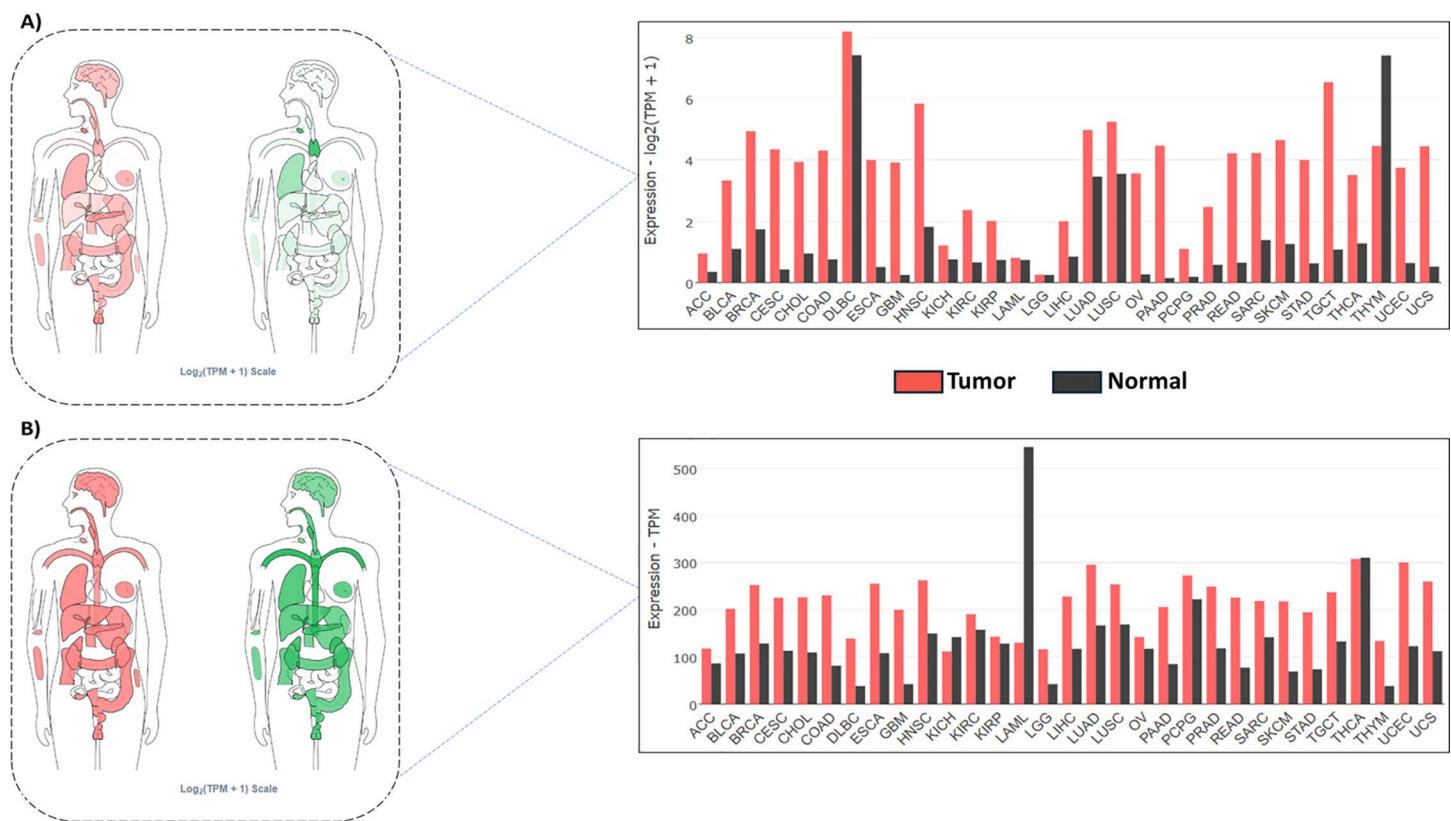 A)
Log₂(TPM + 1) Scale
Expression - log2(TPM + 1)
8
6
4
2
0
ACC
BLCA
BRCA
CESC
CHOL
COAD
DLBC
ESCA
GBM
HNSC
KICH
KIRC
KIRP
LAML
LGG
LIHC
LUAD
LUSC
OV
PAAD
PCPG
PRAD
READ
SARC
SKCM
STAD
TGCT
THCA
THYM
UCEC
UCS
Tumor
Normal
B)
Log₂(TPM + 1) Scale
Expression - TPM
500
400
300
200
100
0
ACC
BLCA
BRCA
CESC
CHOL
COAD
DLBC
ESCA
GBM
HNSC
KICH
KIRC
KIRP
LAML
LGG
LIHC
LUAD
LUSC
OV
PAAD
PCPG
PRAD
READ
SARC
SKCM
STAD
TGCT
THCA
THYM
UCEC
UCS